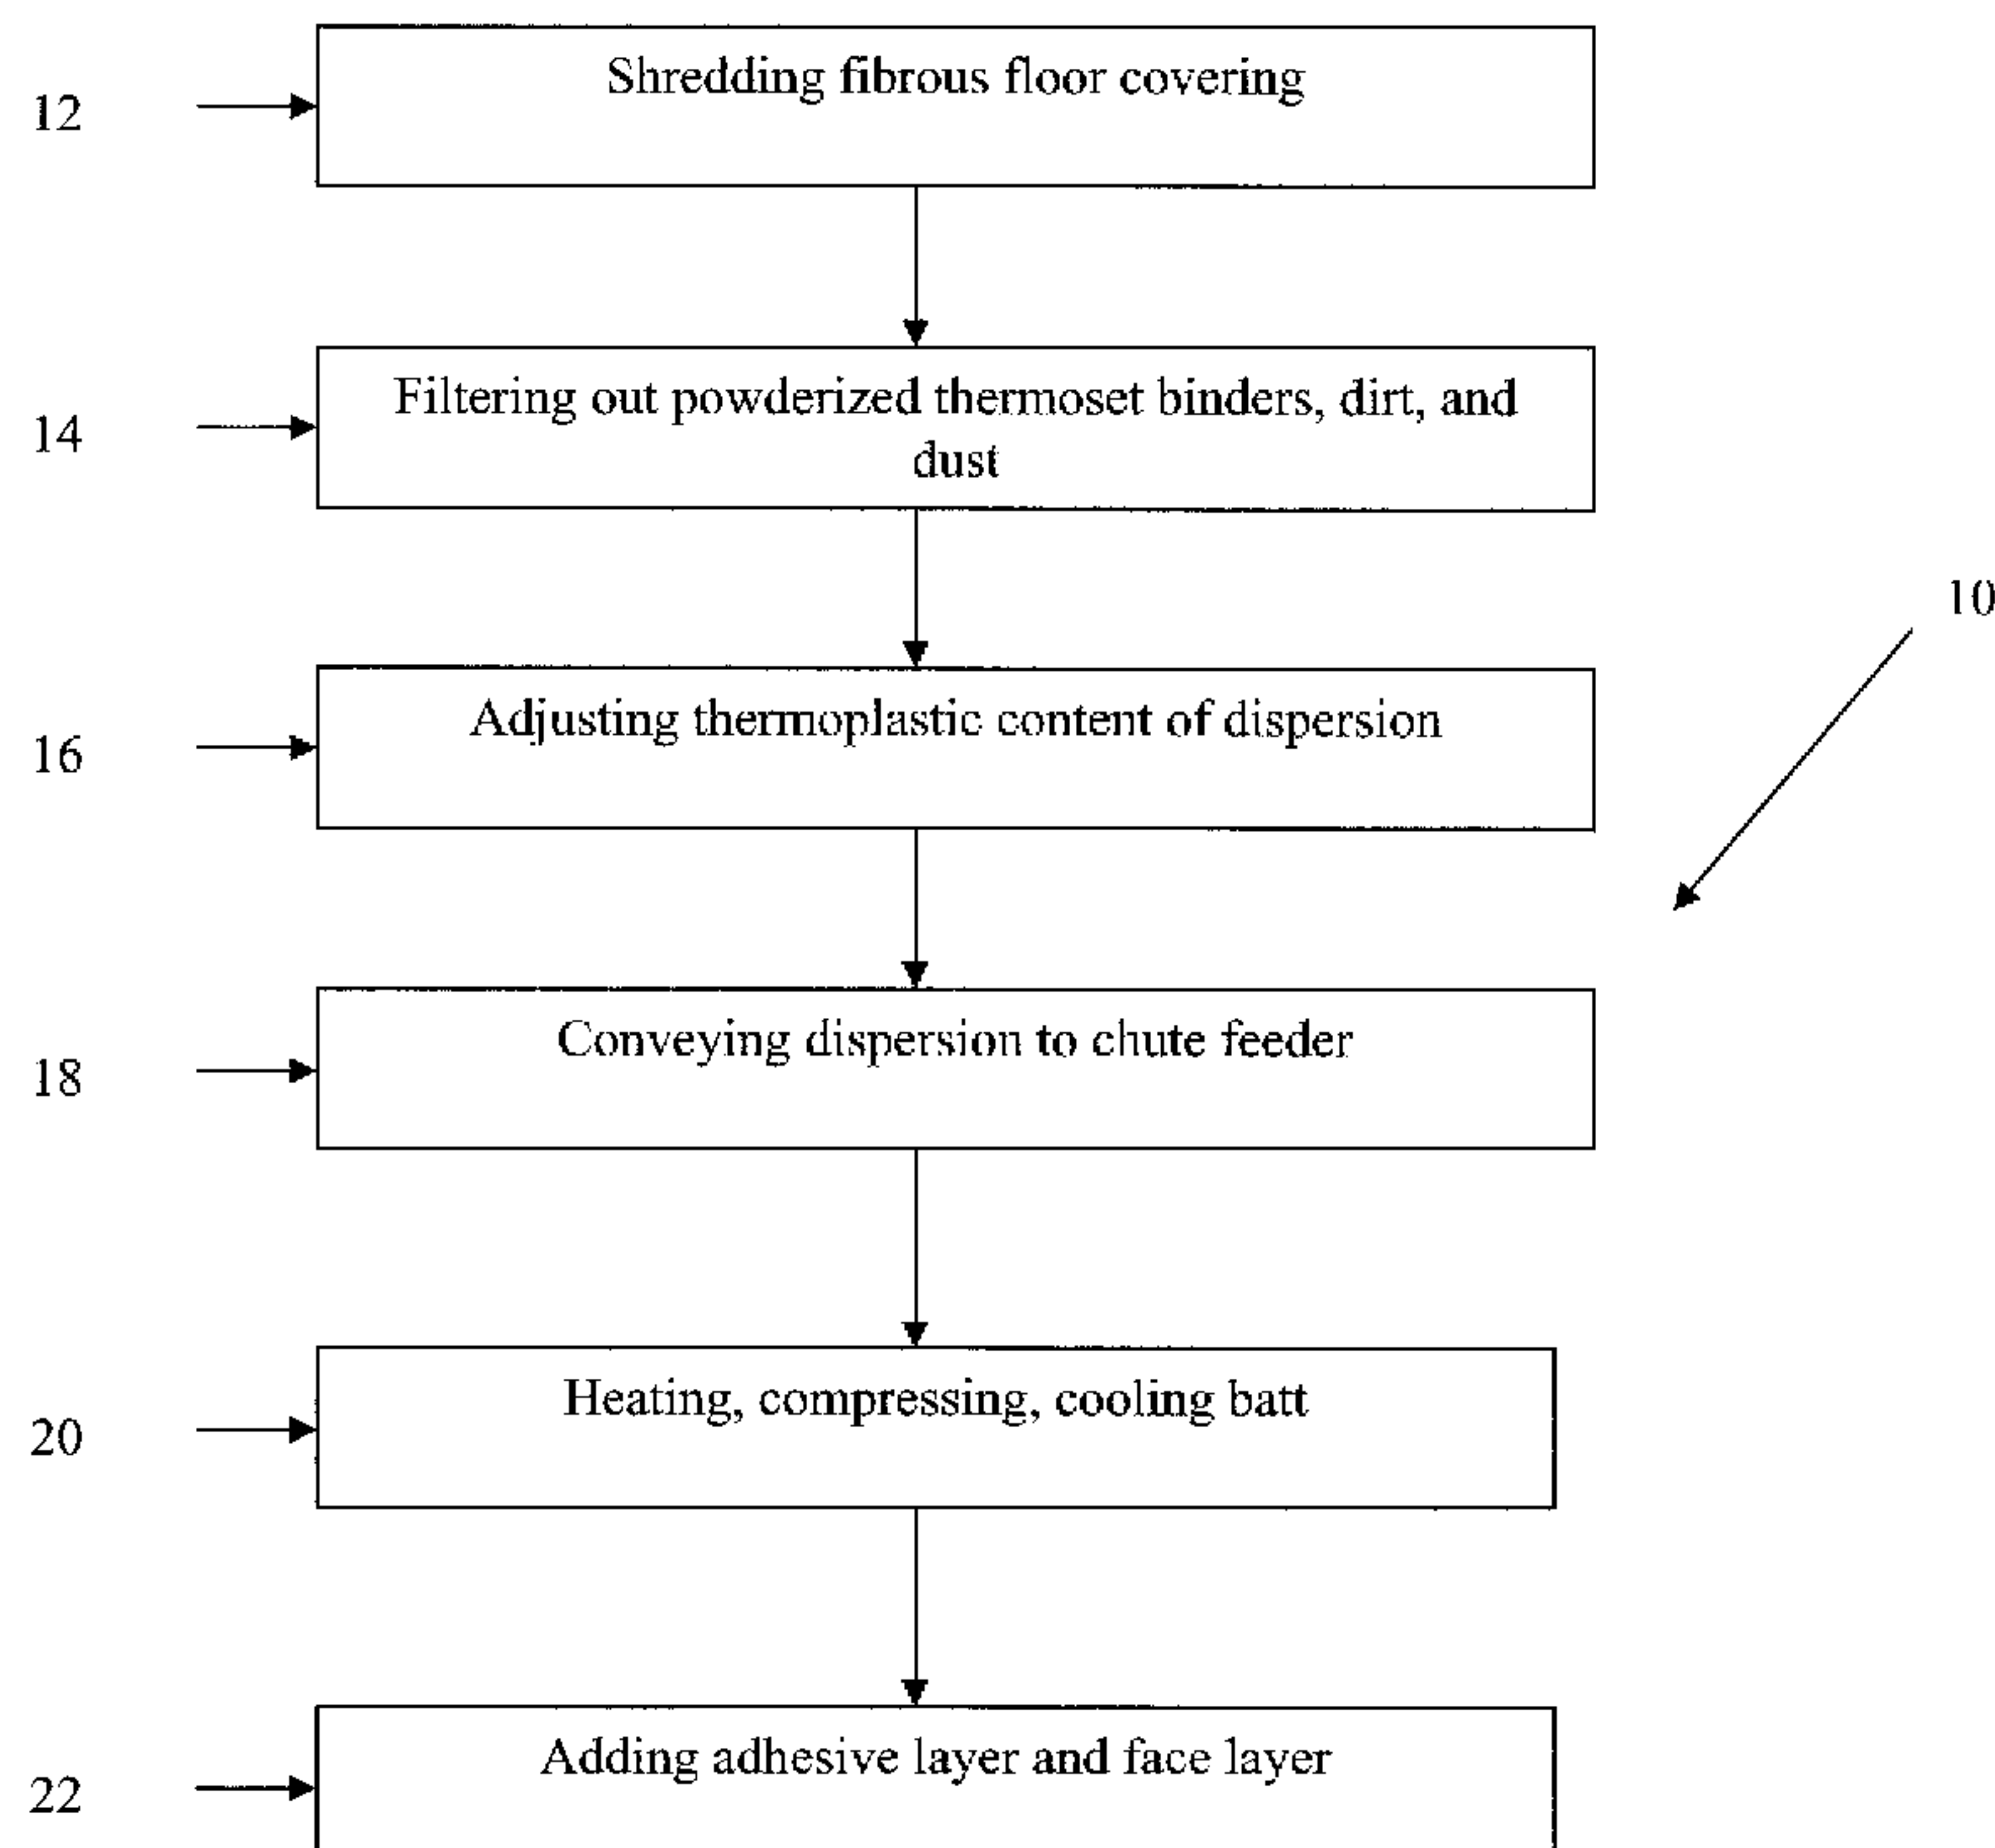 Shredding fibrous floor covering
12
Filtering out powderized thermoset binders, dirt, and
dust
14
10
Adjusting thermoplastic content of dispersion
16
Conveying dispersion to chute feeder
18
Heating, compressing, cooling batt
20
Adding adhesive layer and face layer
22